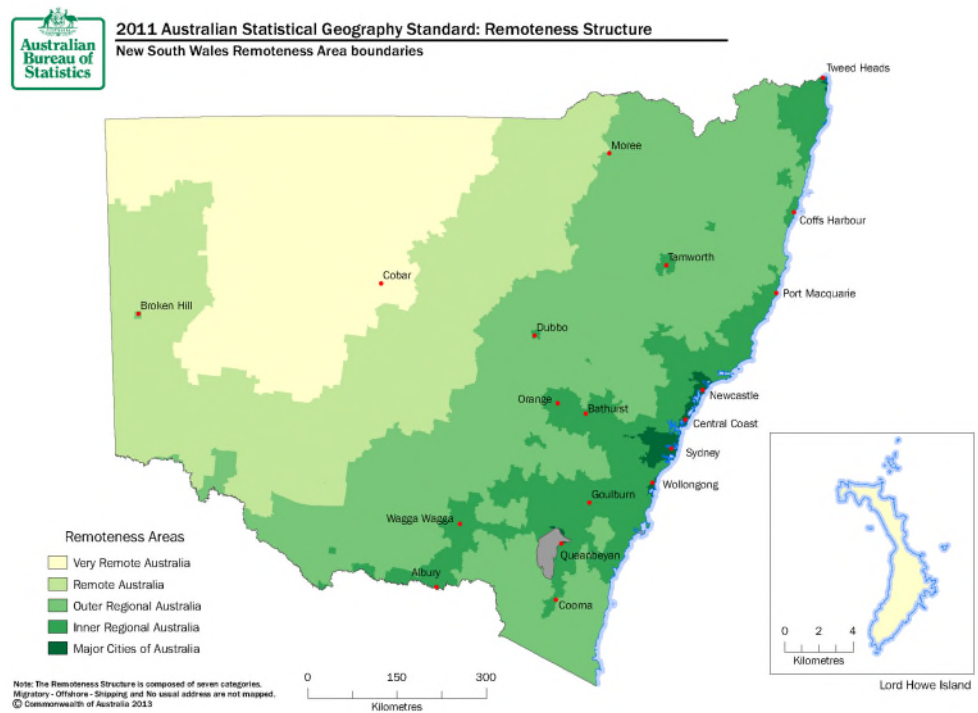 Australian
Bureau of
Statistics
2011 Australian Statistical Geography Standard: Remoteness Structure
New South Wales Remoteness Area boundaries
Tweed Heads
Moree
Coffs Harbour
Tamworth
Cobar
Port Macquarie
Broken Hill
Dubbo
Newcastle
Orange
Bathurst
Central Coast
Sydney
Wollongong
Goulburn
Wagga Wagga
Queanbeyan
Albury
Cooma
Remoteness Areas
Very Remote Australia
Remote Australia
Outer Regional Australia
Inner Regional Australia
Major Cities of Australia
0 2 4
Kilometres
Lord Howe Island
0 150 300
Kilometres
Note: The Remoteness Structure is composed of seven categories.
Migratory - Offshore - Shipping and No usual address are not mapped.
© Commonwealth of Australia 2013